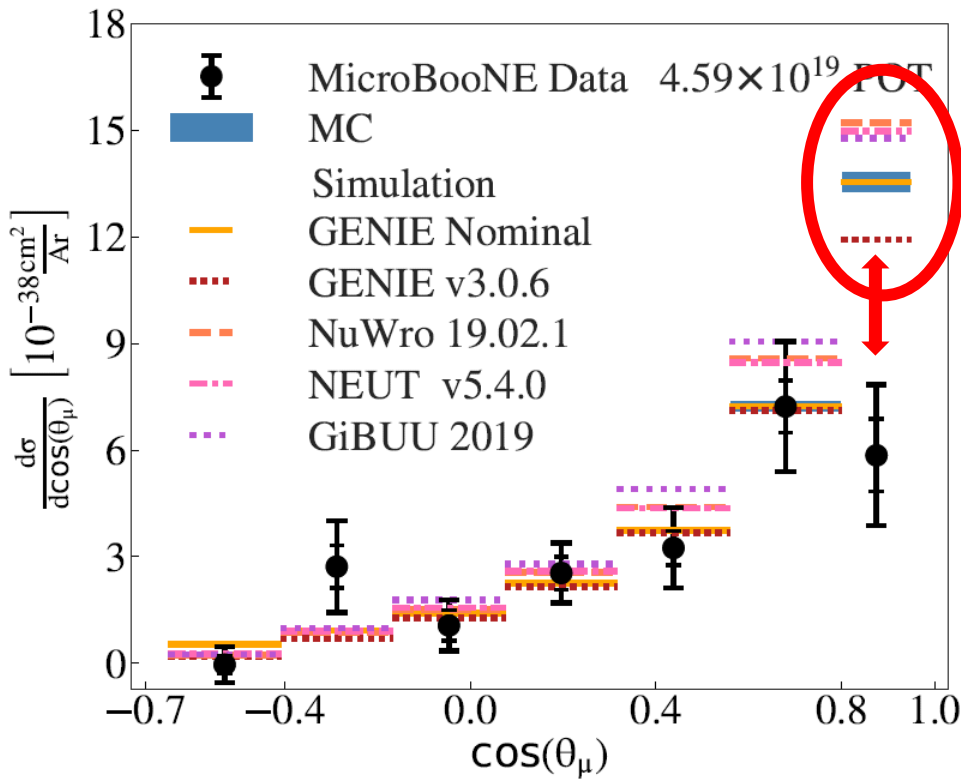 18
15
12
9
6
3
0
dσ/dcos(θμ) [10⁻³⁸cm²/Ar]
MicroBooNE Data 4.59×10¹⁹ POT
MC
Simulation
GENIE Nominal
GENIE v3.0.6
NuWro 19.02.1
NEUT v5.4.0
GiBUU 2019
−0.7 −0.4 0.0 0.4 0.8 1.0
cos(θμ)